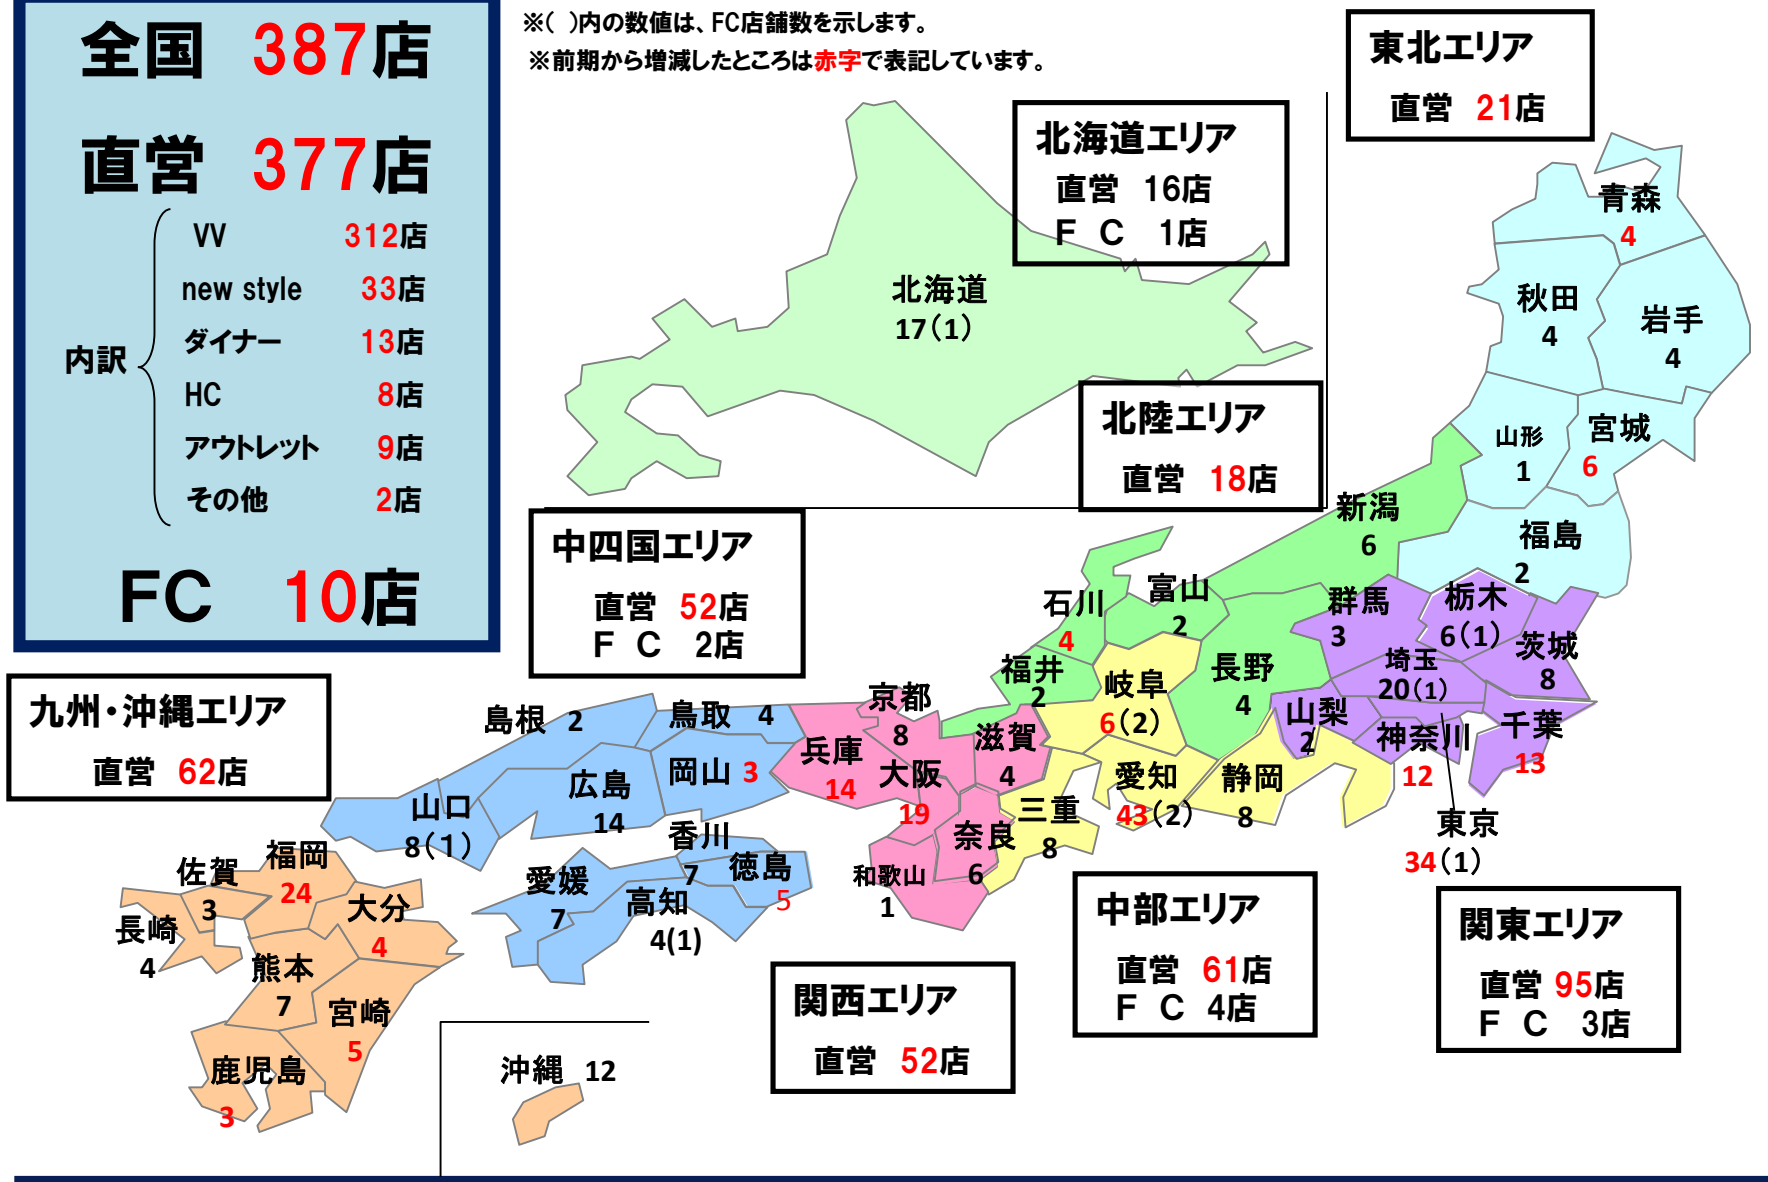 全国 387店
直営 377店
内訳
VV 312店
new style 33店
ダイナー 13店
HC 8店
アウトレット 9店
その他 2店
FC 10店
※( )内の数値は、FC店舗数を示します。
※前期から増減したところは赤字で表記しています。
北海道エリア
直営 16店
F C 1店
東北エリア
直営 21店
北陸エリア
直営 18店
中四国エリア
直営 52店
F C 2店
九州・沖縄エリア
直営 62店
関西エリア
直営 52店
中部エリア
直営 61店
F C 4店
関東エリア
直営 95店
F C 3店
北海道
17(1)
青森
4
秋田
4
岩手
4
山形
1
宮城
6
福島
2
新潟
6
富山
2
石川
4
福井
2
長野
4
群馬
3
栃木
6(1)
茨城
8
埼玉
20(1)
千葉
13
神奈川
12
東京
34(1)
山梨
2
岐阜
6(2)
愛知
43(2)
静岡
8
三重
8
京都
8
滋賀
4
兵庫
14
大阪
19
奈良
6
和歌山
1
島根 2
鳥取 4
岡山 3
広島
14
山口
8(1)
香川
7
徳島
5
愛媛
7
高知
4(1)
福岡
24
佐賀
3
長崎
4
大分
4
熊本
7
宮崎
5
鹿児島
3
沖縄 12